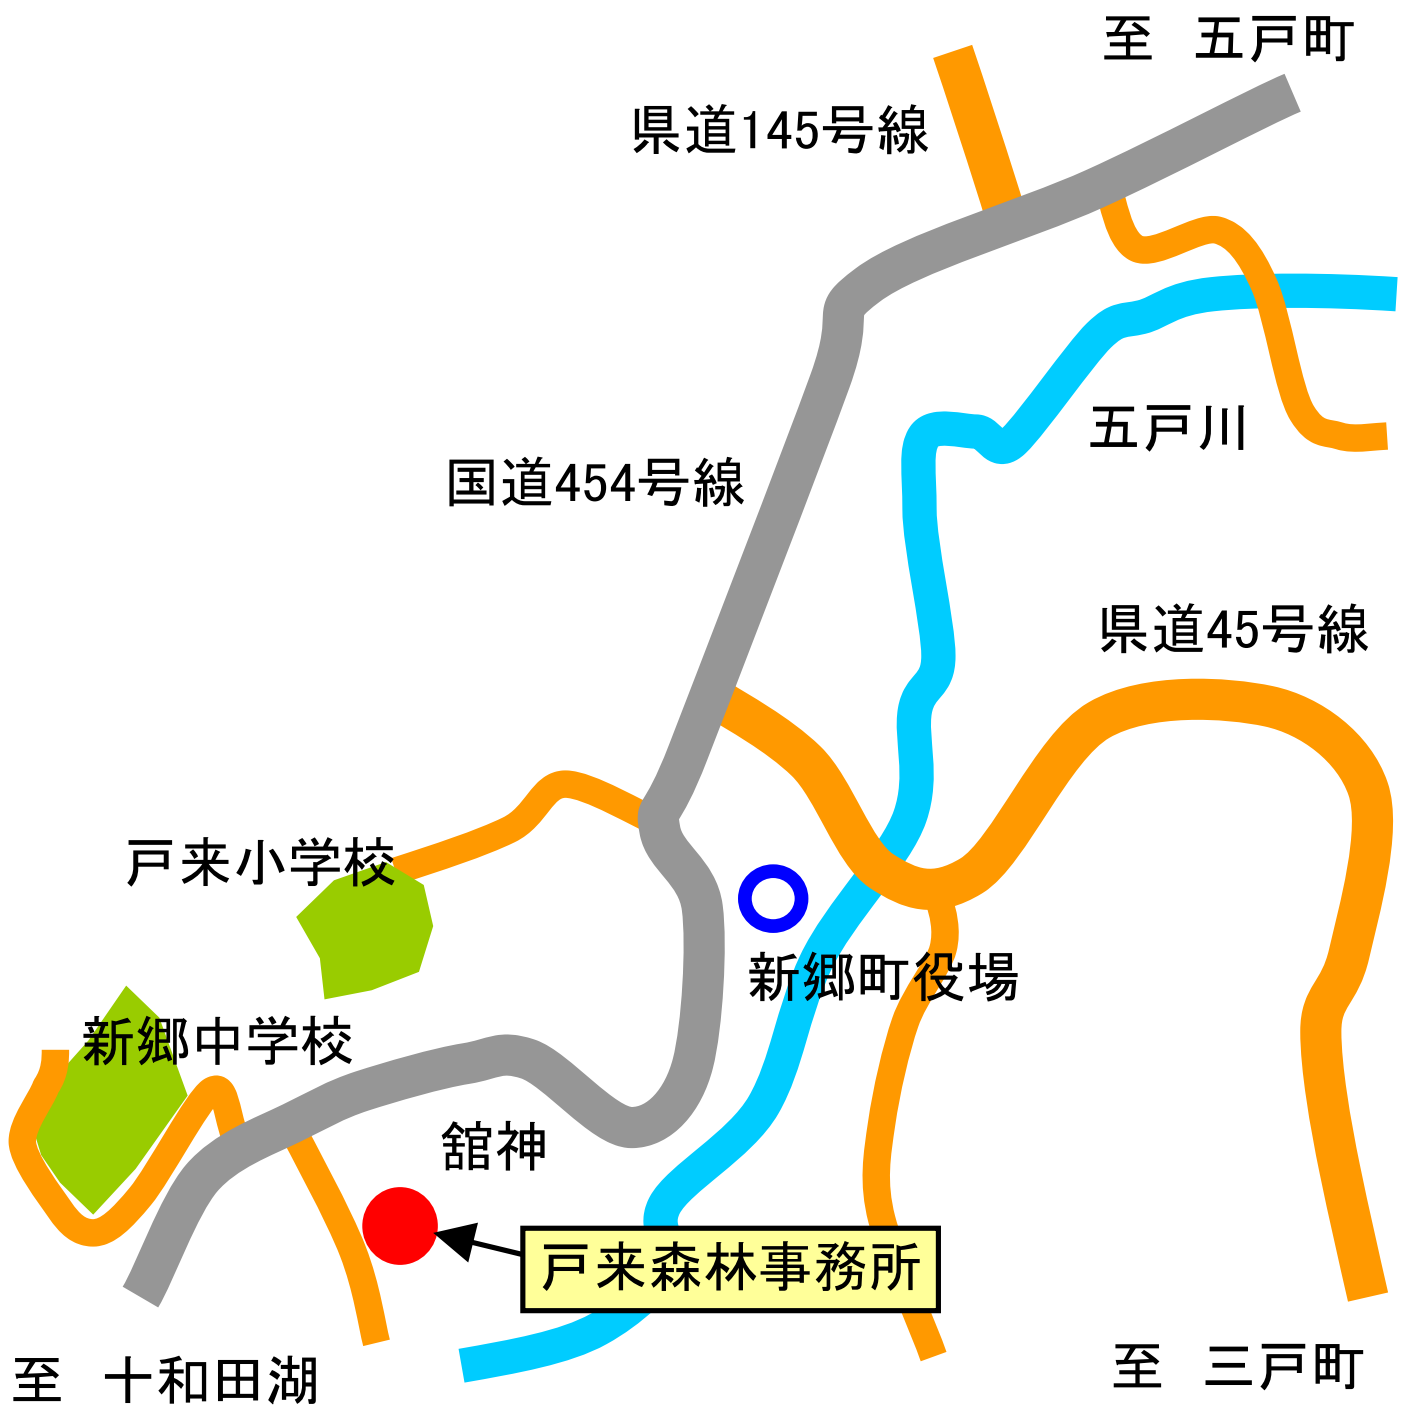 至　五戸町
県道145号線
五戸川
国道454号線
県道45号線
戸来小学校
新郷町役場
新郷中学校
舘神
戸来森林事務所
至　三戸町
至　十和田湖